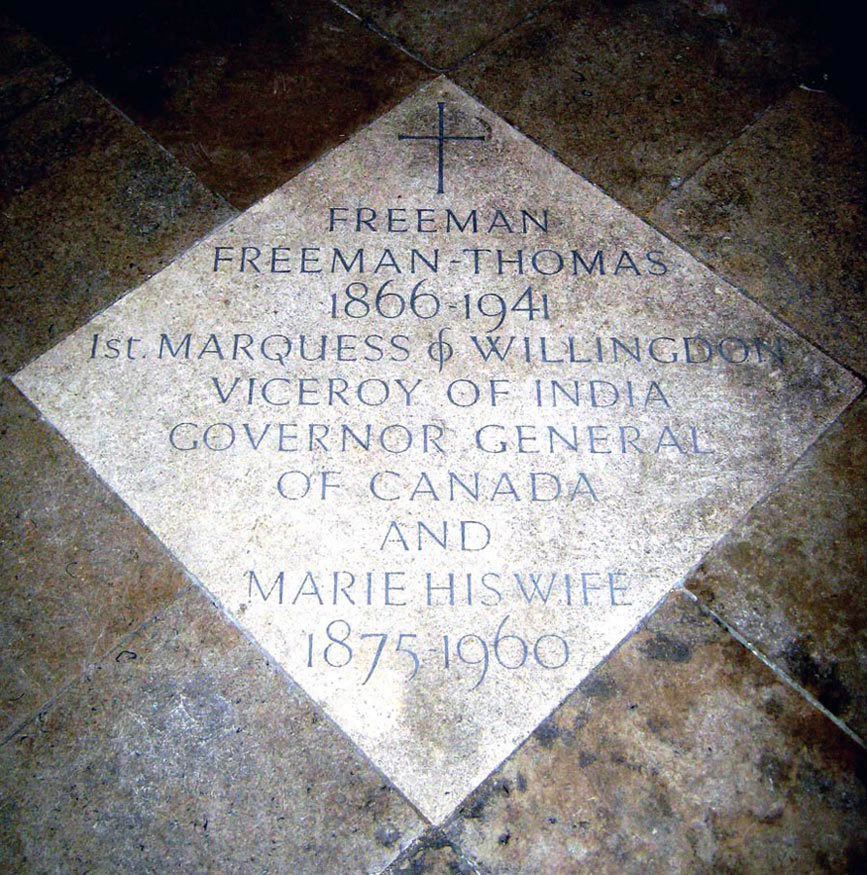 FREEMAN
FREEMAN-THOMAS
1866-1941
1st. MARQUESS of WILLINGDON
VICEROY OF INDIA
GOVERNOR GENERAL
OF CANADA
AND
MARIE HIS WIFE
1875-1960